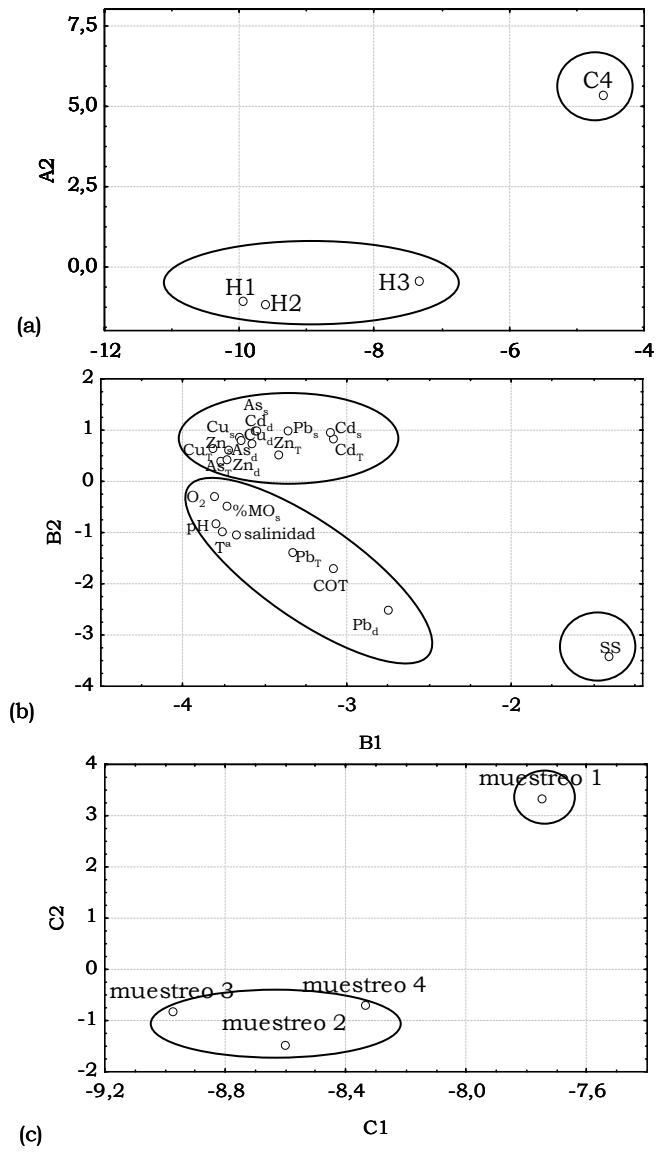 7,5
C4
5,0
A2
2,5
0,0
H1 H2 H3
(a)
-12 -10 -8 -6 -4
2
As_s
Cu_s Cd_d Pb_s Cd_s
1
Zn_s Cu_d Zn_T
Cu_T As_d Cd_T
As_T Zn_d
0
O_2 %MO_s
B2
-1
pH salinidad
Tª
Pb_T
-2
COT
Pb_d
-3
SS
-4
-4 -3 -2
(b)
B1
4
muestreo 1
3
2
C2
1
0
muestreo 3 muestreo 4
-1
muestreo 2
-2
-9,2 -8,8 -8,4 -8,0 -7,6
(c)
C1